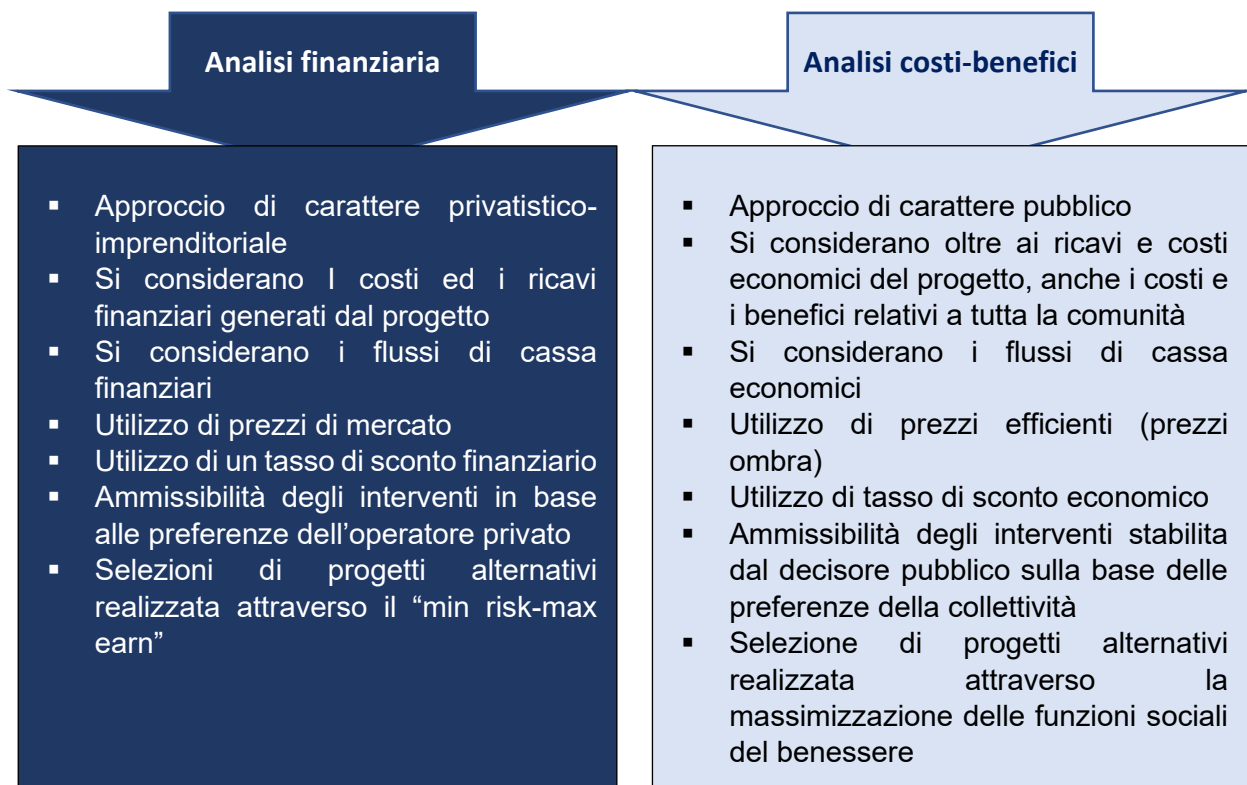 Analisi finanziaria
▪ Approccio di carattere privatistico-
imprenditoriale
▪ Si considerano I costi ed i ricavi
finanziari generati dal progetto
▪ Si considerano i flussi di cassa
finanziari
▪ Utilizzo di prezzi di mercato
▪ Utilizzo di un tasso di sconto finanziario
▪ Ammissibilità degli interventi in base
alle preferenze dell’operatore privato
▪ Selezioni di progetti alternativi
realizzata attraverso il “min risk-max
earn”
Analisi costi-benefici
▪ Approccio di carattere pubblico
▪ Si considerano oltre ai ricavi e costi
economici del progetto, anche i costi e
i benefici relativi a tutta la comunità
▪ Si considerano i flussi di cassa
economici
▪ Utilizzo di prezzi efficienti (prezzi
ombra)
▪ Utilizzo di tasso di sconto economico
▪ Ammissibilità degli interventi stabilita
dal decisore pubblico sulla base delle
preferenze della collettività
▪ Selezione di progetti alternativi
realizzata attraverso la
massimizzazione delle funzioni sociali
del benessere